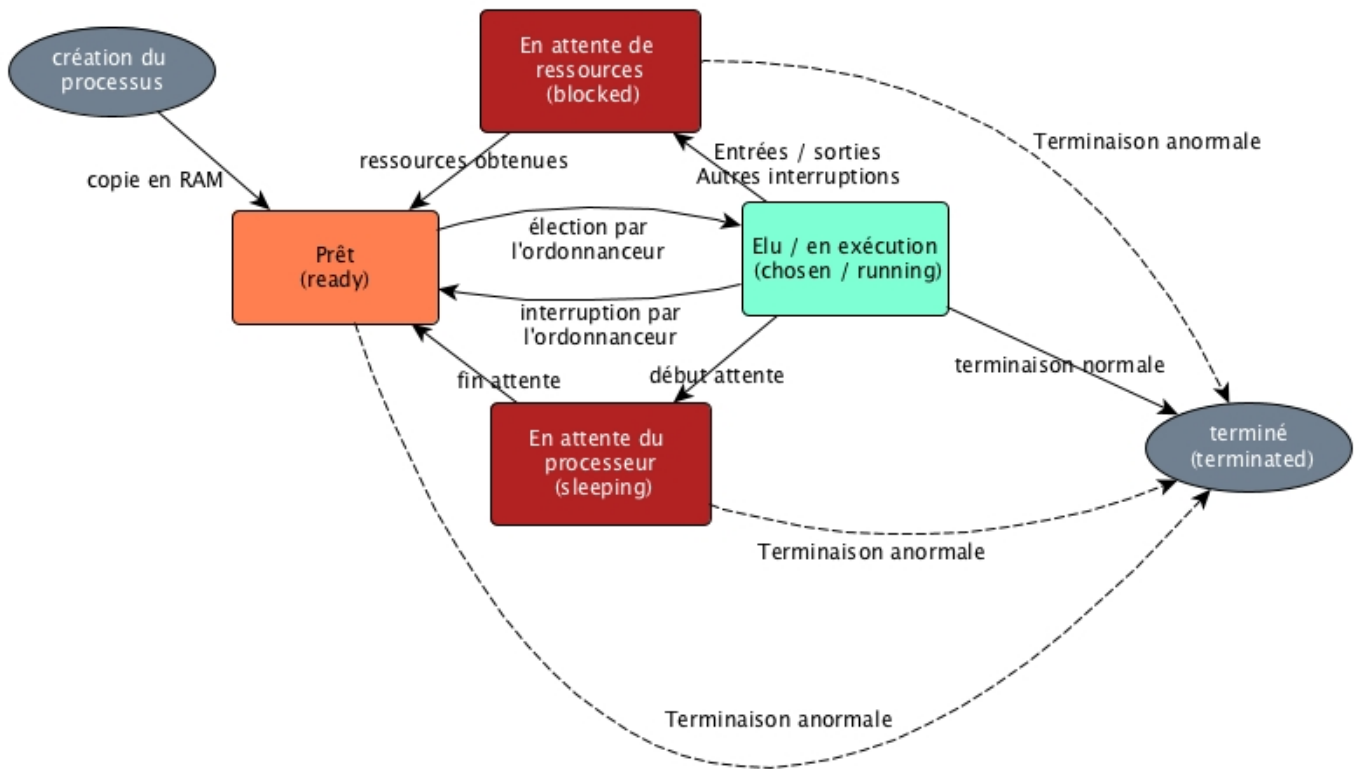 création du
processus
En attente de
ressources
(blocked)
Terminaison anormale
copie en RAM
ressources obtenues
Entrées / sorties
Autres interruptions
Prêt
(ready)
élection par
l'ordonnanceur
Elu / en exécution
(chosen / running)
interruption par
l'ordonnanceur
fin attente
début attente
terminaison normale
En attente du
processeur
(sleeping)
terminé
(terminated)
Terminaison anormale
Terminaison anormale